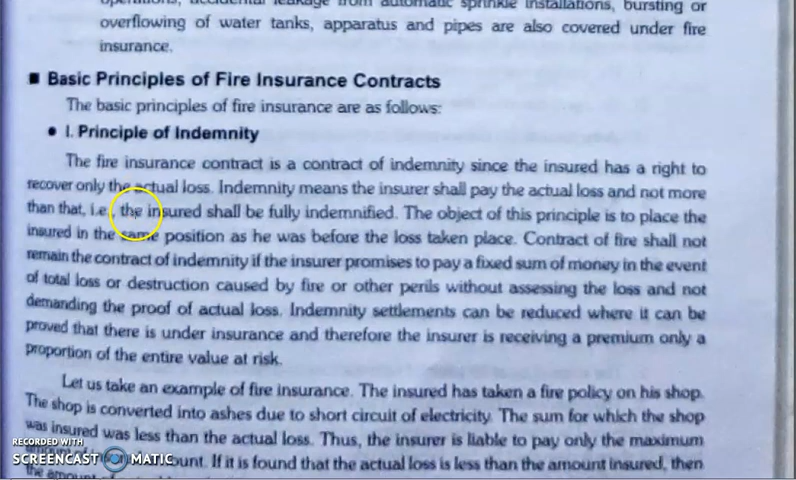 operations, accidental leakage from automatic sprinkle installations, bursting or
overflowing of water tanks, apparatus and pipes are also covered under fire
insurance.
■ Basic Principles of Fire Insurance Contracts
The basic principles of fire insurance are as follows:
• I. Principle of Indemnity
The fire insurance contract is a contract of indemnity since the insured has a right to
recover only the actual loss. Indemnity means the insurer shall pay the actual loss and not more
than that, i.e., the insured shall be fully indemnified. The object of this principle is to place the
insured in the same position as he was before the loss taken place. Contract of fire shall not
remain the contract of indemnity if the insurer promises to pay a fixed sum of money in the event
of total loss or destruction caused by fire or other perils without assessing the loss and not
demanding the proof of actual loss. Indemnity settlements can be reduced where it can be
proved that there is under insurance and therefore the insurer is receiving a premium only a
proportion of the entire value at risk.
Let us take an example of fire insurance. The insured has taken a fire policy on his shop.
The shop is converted into ashes due to short circuit of electricity. The sum for which the shop
was insured was less than the actual loss. Thus, the insurer is liable to pay only the maximum
If it is found that the actual loss is less than the amount insured, then
the amount of
RECORDED WITH
SCREENCAST MATIC